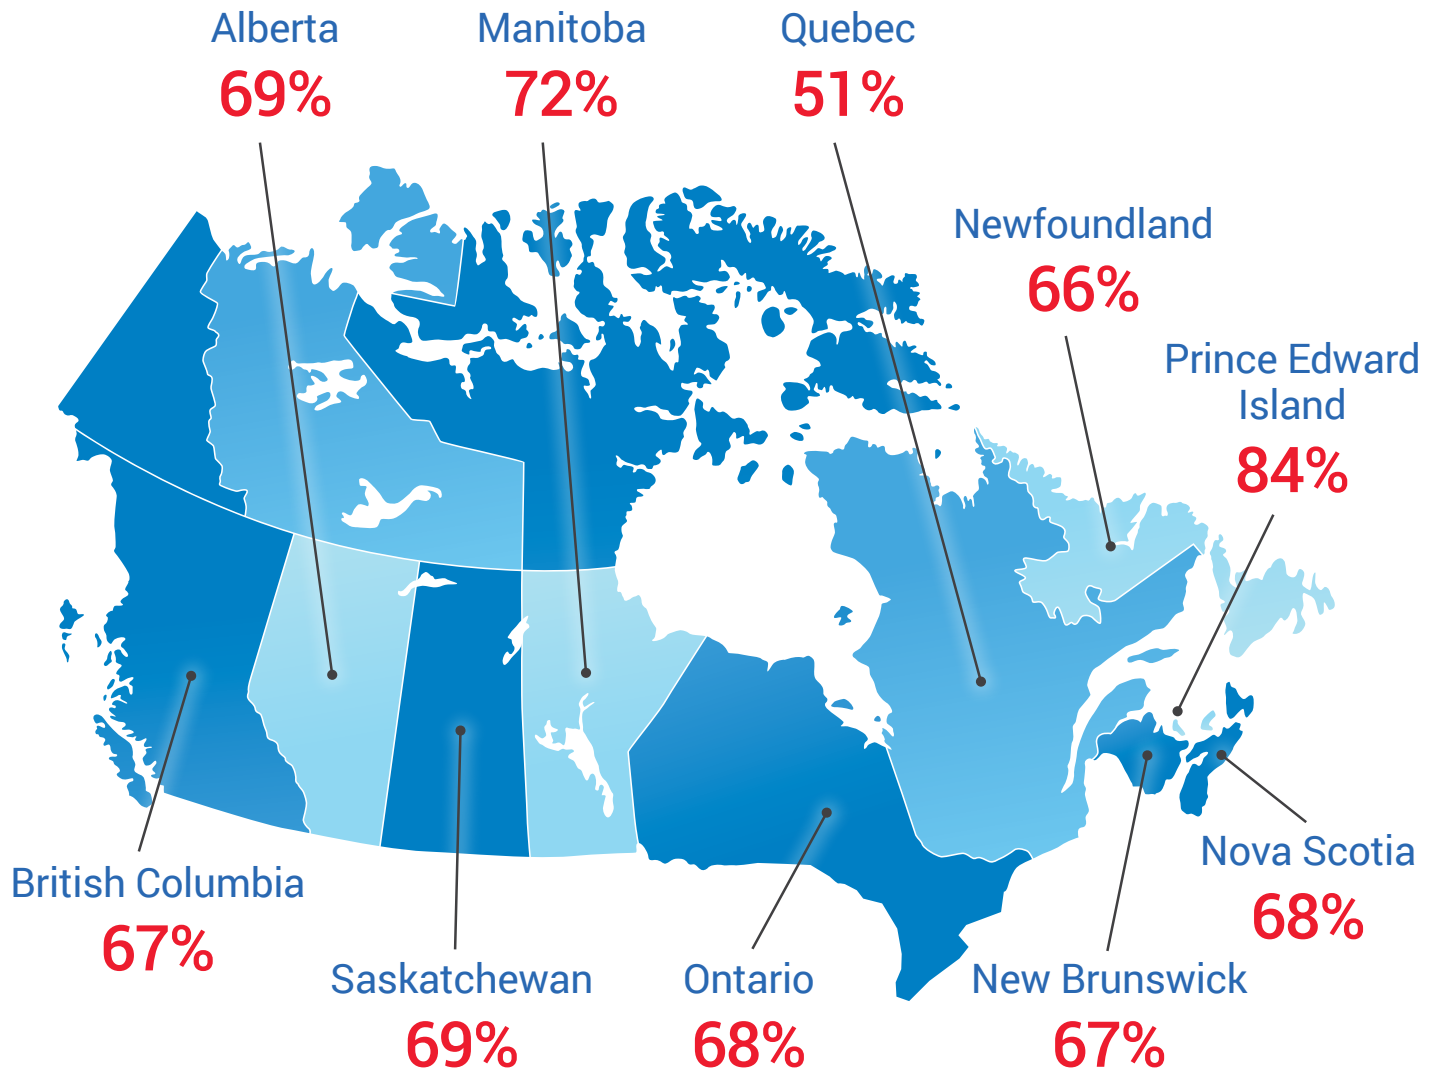 Alberta
69%
Manitoba
72%
Quebec
51%
Newfoundland
66%
Prince Edward
Island
84%
British Columbia
67%
Saskatchewan
69%
Ontario
68%
New Brunswick
67%
Nova Scotia
68%